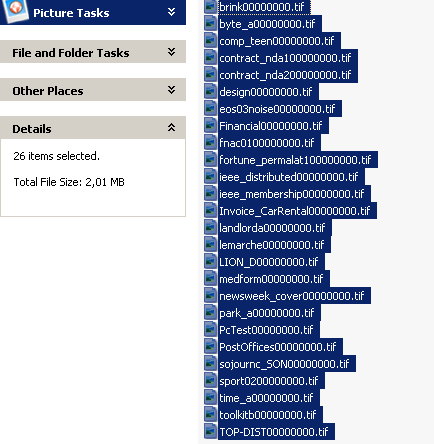 Picture Tasks
File and Folder Tasks
Other Places
Details
26 items selected.
Total File Size: 2,01 MB
brink00000000.tif
byte_a00000000.tif
comp_teen00000000.tif
contract_nda100000000.tif
contract_nda200000000.tif
design00000000.tif
eos03noise00000000.tif
Financial00000000.tif
fnac0100000000.tif
fortune_permalat100000000.tif
ieee_distributed00000000.tif
ieee_membership00000000.tif
Invoice_CarRental00000000.tif
landlorda00000000.tif
lemarche00000000.tif
LION_D00000000.tif
medform00000000.tif
newsweek_cover00000000.tif
park_a00000000.tif
PcTest00000000.tif
PostOffices00000000.tif
sojournc_SON00000000.tif
sport0200000000.tif
time_a00000000.tif
toolkitb00000000.tif
TOP-DIST00000000.tif